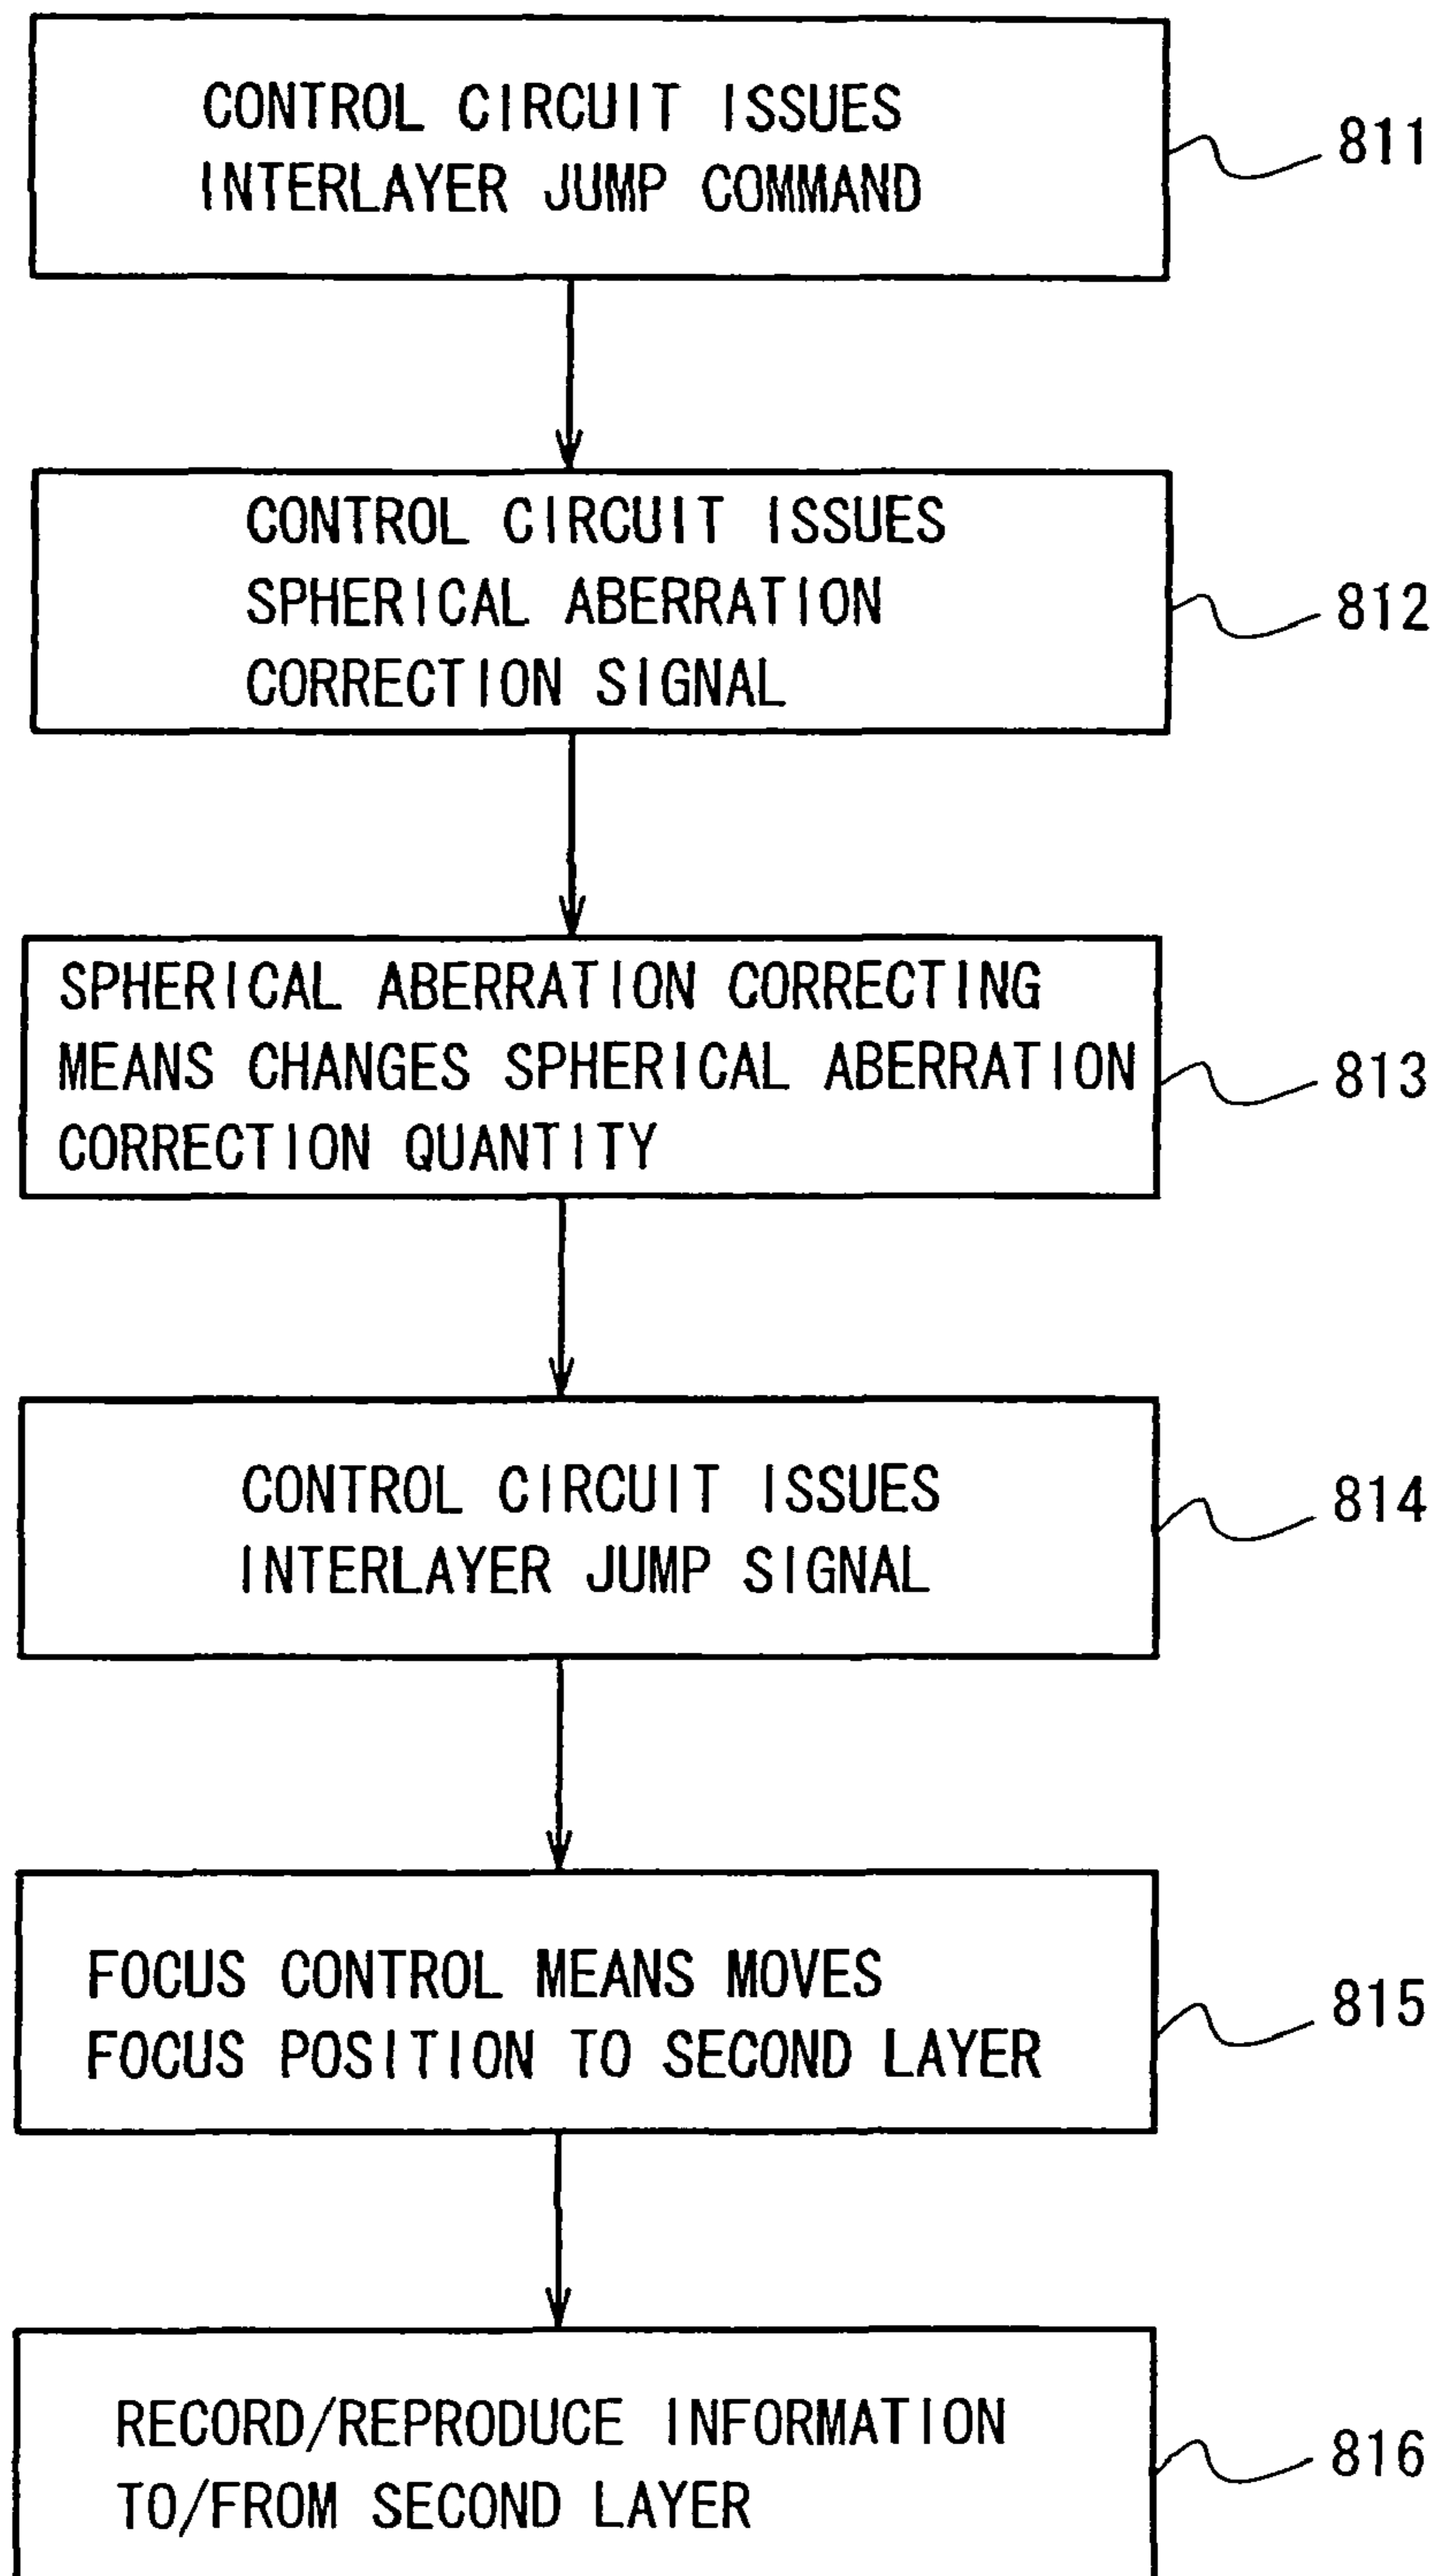 CONTROL CIRCUIT ISSUES
INTERLAYER JUMP COMMAND
811
CONTROL CIRCUIT ISSUES
SPHERICAL ABERRATION
CORRECTION SIGNAL
812
SPHERICAL ABERRATION CORRECTING
MEANS CHANGES SPHERICAL ABERRATION
CORRECTION QUANTITY
813
CONTROL CIRCUIT ISSUES
INTERLAYER JUMP SIGNAL
814
FOCUS CONTROL MEANS MOVES
FOCUS POSITION TO SECOND LAYER
815
RECORD/REPRODUCE INFORMATION
TO/FROM SECOND LAYER
816